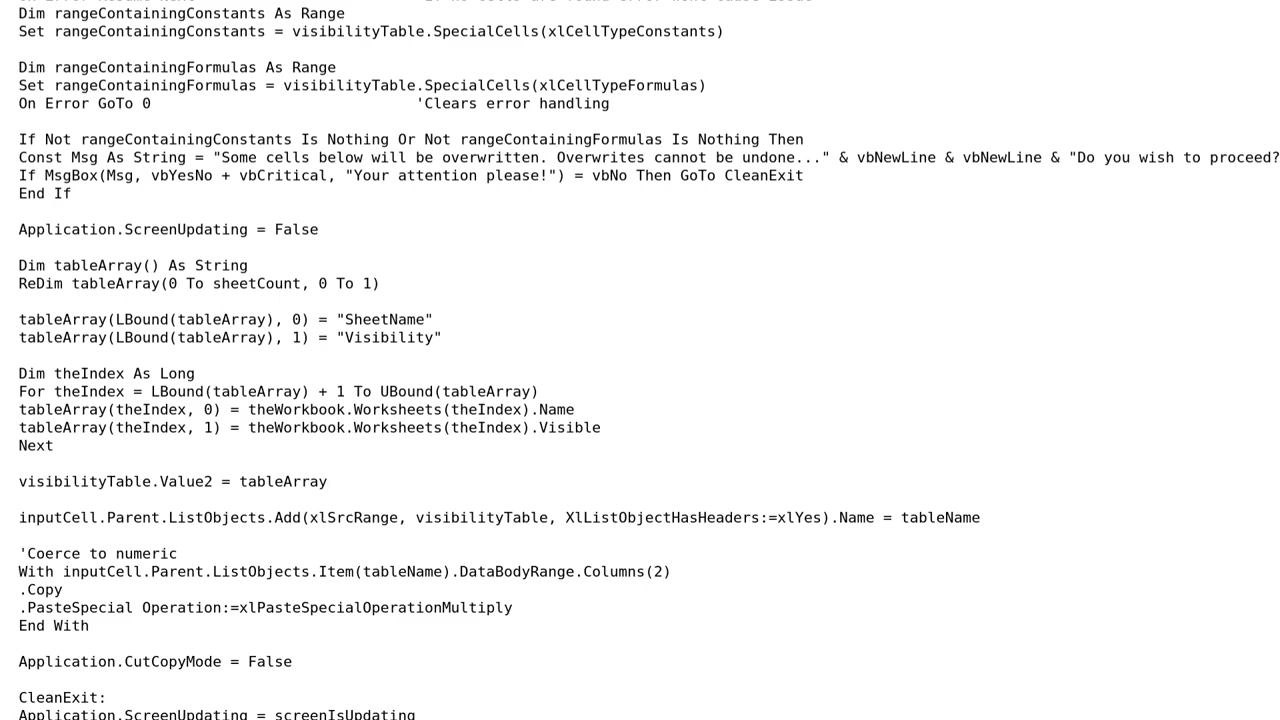 Dim rangeContainingConstants As Range
Set rangeContainingConstants = visibilityTable.SpecialCells(xlCellTypeConstants)
Dim rangeContainingFormulas As Range
Set rangeContainingFormulas = visibilityTable.SpecialCells(xlCellTypeFormulas)
On Error GoTo 0                              'Clears error handling
If Not rangeContainingConstants Is Nothing Or Not rangeContainingFormulas Is Nothing Then
Const Msg As String = "Some cells below will be overwritten. Overwrites cannot be undone..." & vbNewLine & vbNewLine & "Do you wish to proceed?
If MsgBox(Msg, vbYesNo + vbCritical, "Your attention please!") = vbNo Then GoTo CleanExit
End If
Application.ScreenUpdating = False
Dim tableArray() As String
ReDim tableArray(0 To sheetCount, 0 To 1)
tableArray(LBound(tableArray), 0) = "SheetName"
tableArray(LBound(tableArray), 1) = "Visibility"
Dim theIndex As Long
For theIndex = LBound(tableArray) + 1 To UBound(tableArray)
tableArray(theIndex, 0) = theWorkbook.Worksheets(theIndex).Name
tableArray(theIndex, 1) = theWorkbook.Worksheets(theIndex).Visible
Next
visibilityTable.Value2 = tableArray
inputCell.Parent.ListObjects.Add(xlSrcRange, visibilityTable, XlListObjectHasHeaders:=xlYes).Name = tableName
'Coerce to numeric
With inputCell.Parent.ListObjects.Item(tableName).DataBodyRange.Columns(2)
.Copy
.PasteSpecial Operation:=xlPasteSpecialOperationMultiply
End With
Application.CutCopyMode = False
CleanExit:
Application.ScreenUpdating = screenIsUpdating